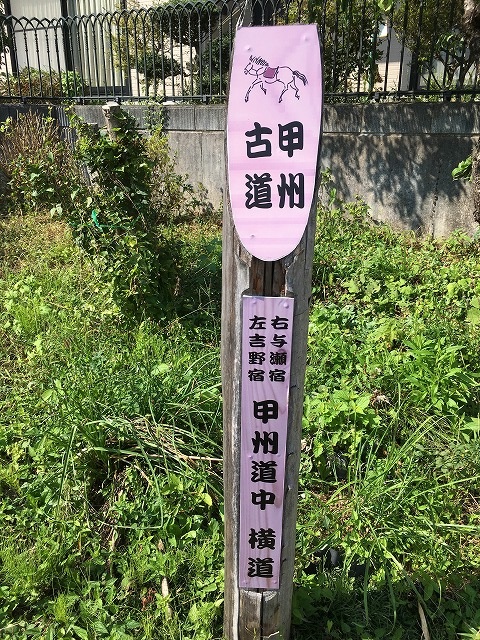 甲州
古道
右与瀬宿
左吉野宿
甲州道中 横道